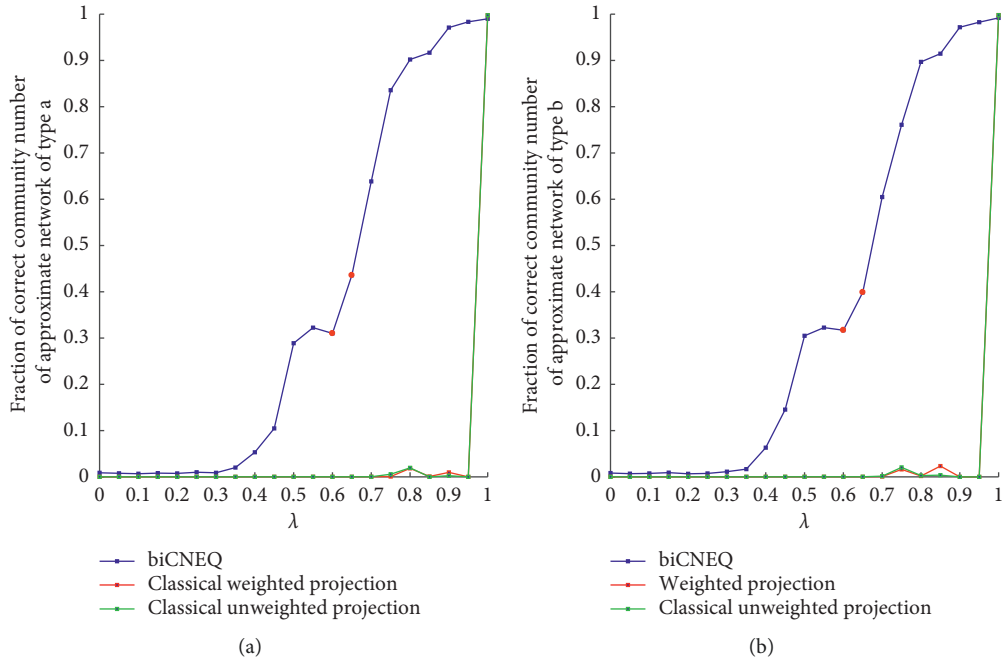 Fraction of correct community number
of approximate network of type a
1
0.9
0.8
0.7
0.6
0.5
0.4
0.3
0.2
0.1
0
0 0.1 0.2 0.3 0.4 0.5 0.6 0.7 0.8 0.9 1
λ
biCNEQ
Classical weighted projection
Classical unweighted projection
(a)
Fraction of correct community number
of approximate network of type b
1
0.9
0.8
0.7
0.6
0.5
0.4
0.3
0.2
0.1
0
0 0.1 0.2 0.3 0.4 0.5 0.6 0.7 0.8 0.9 1
λ
biCNEQ
Weighted projection
Classical unweighted projection
(b)